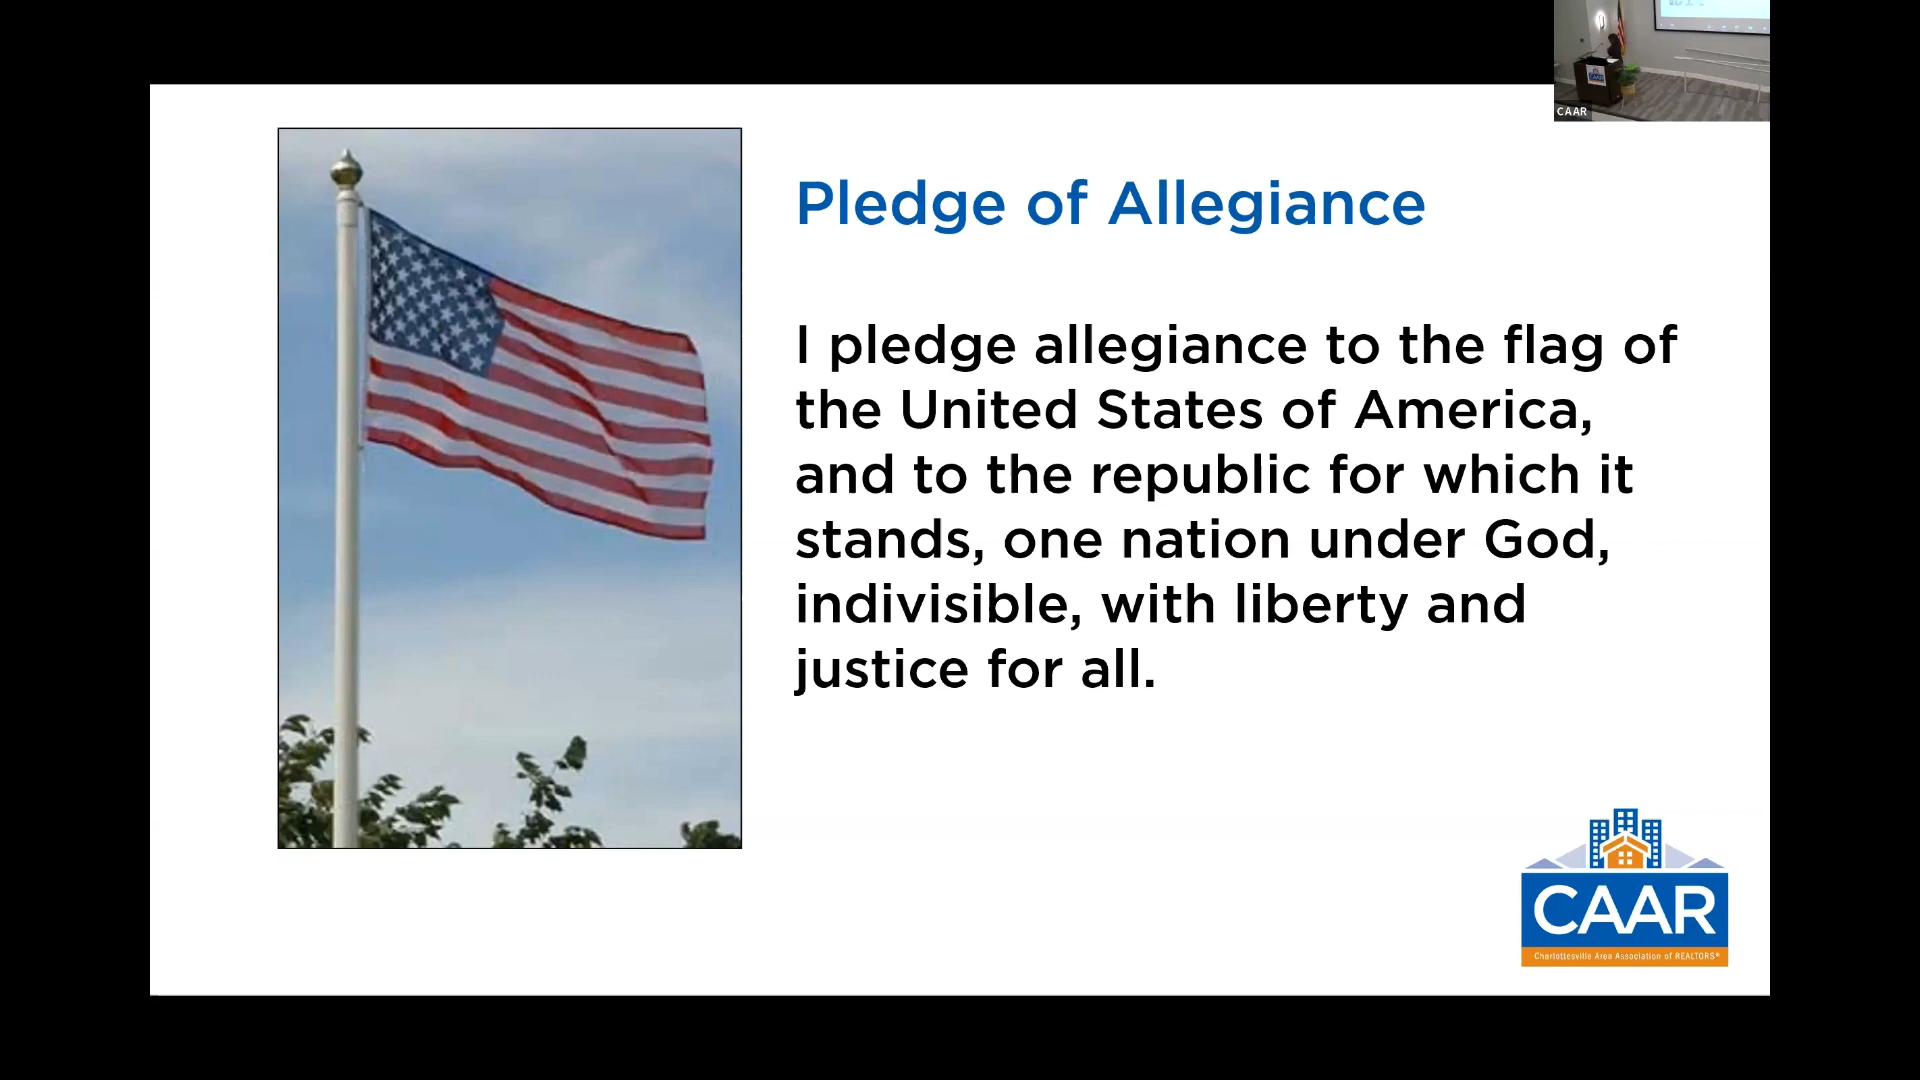 CAAR
Pledge of Allegiance
I pledge allegiance to the flag of
the United States of America,
and to the republic for which it
stands, one nation under God,
indivisible, with liberty and
justice for all.
CAAR
Charlottesville Area Association of REALTORS®